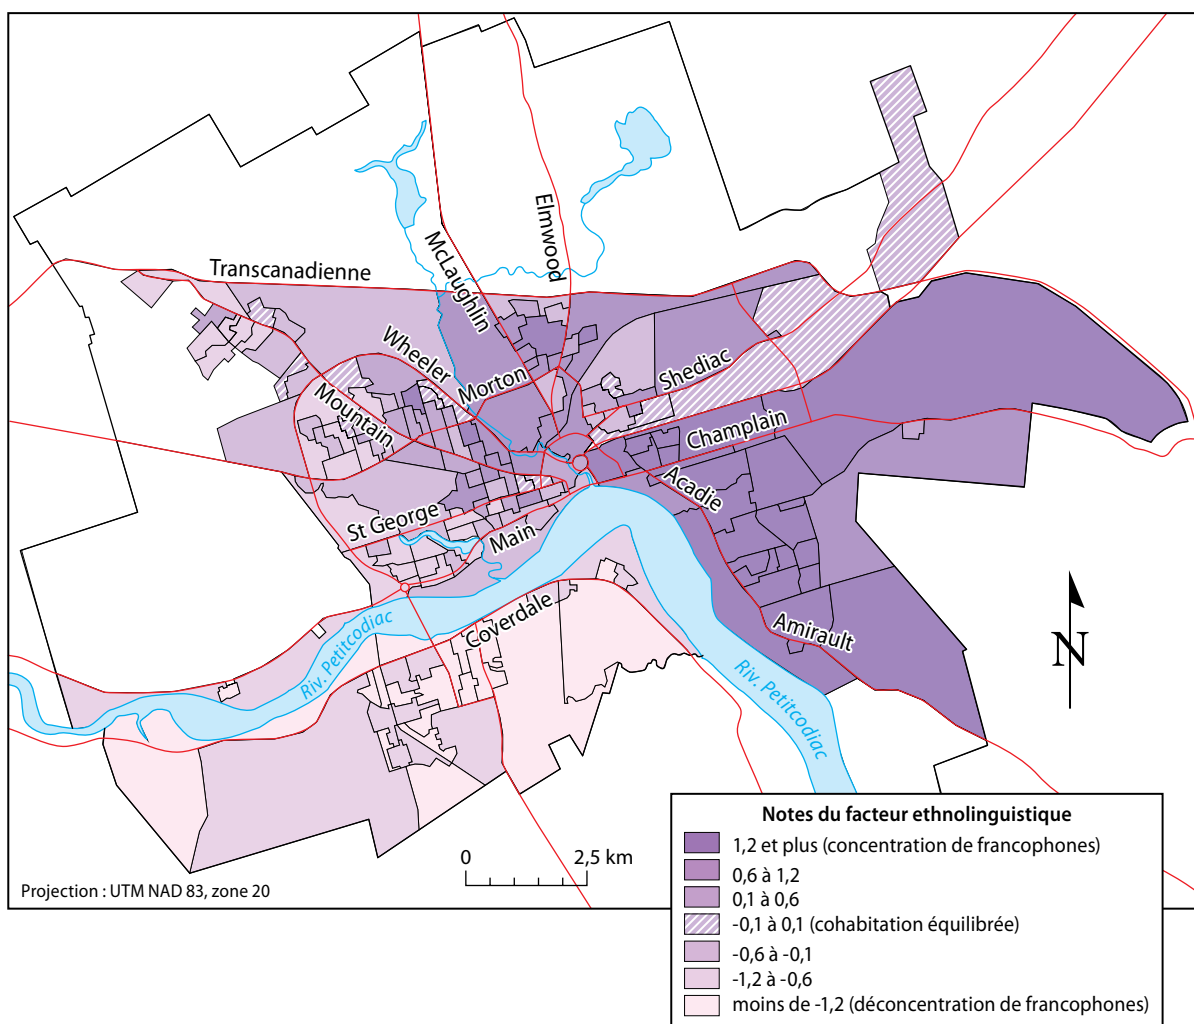 Transcanadienne
McLaughlin
Elmwood
Wheeler
Morton
Mountain
Shediac
Champlain
Acadie
St George
Main
Coverdale
Amirault
Riv. Petitcodiac
Riv. Petitcodiac
N
0 2,5 km
Projection : UTM NAD 83, zone 20
Notes du facteur ethnolinguistique
1,2 et plus (concentration de francophones)
0,6 à 1,2
0,1 à 0,6
-0,1 à 0,1 (cohabitation équilibrée)
-0,6 à -0,1
-1,2 à -0,6
moins de -1,2 (déconcentration de francophones)